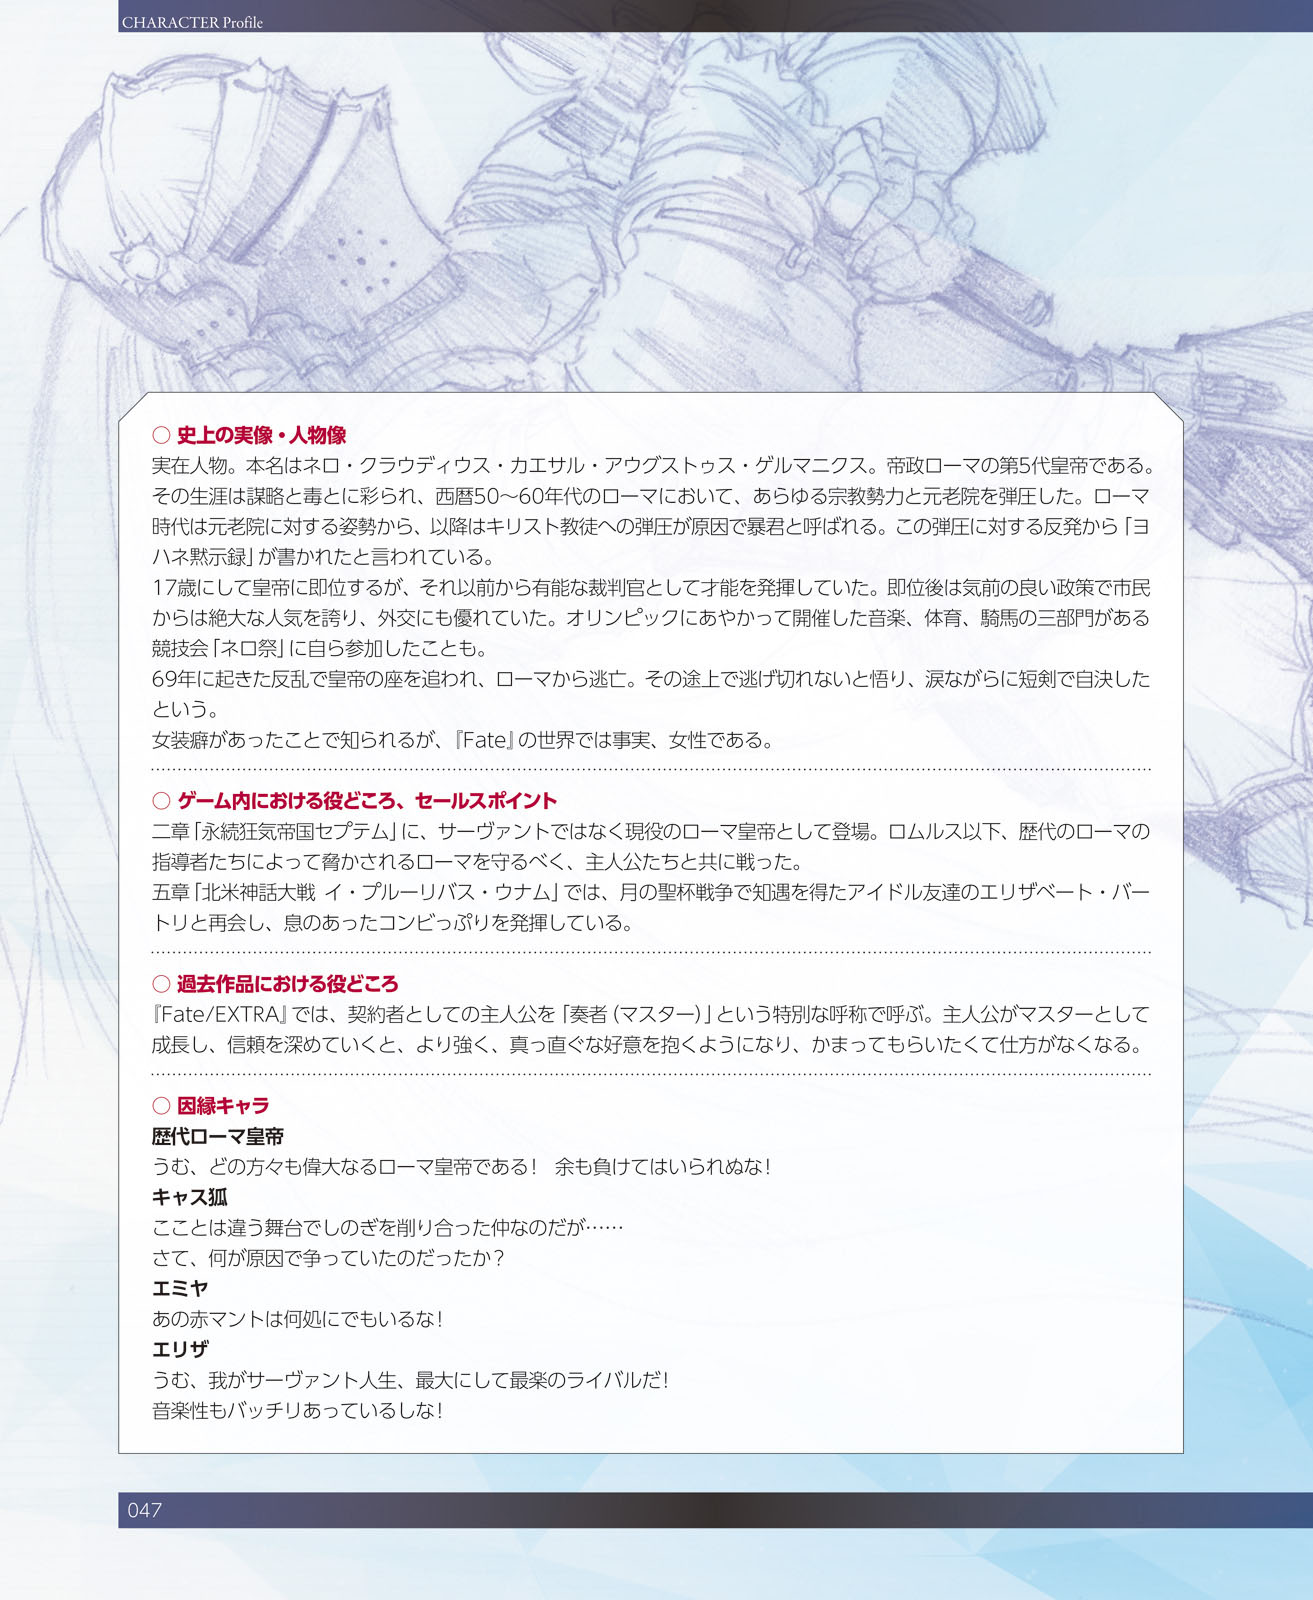 CHARACTER Profile
○ 史上の実像・人物像
実在人物。本名はネロ・クラウディウス・カエサル・アウグストゥス・ゲルマニクス。帝政ローマの第5代皇帝である。
その生涯は謀略と毒とに彩られ、西暦50～60年代のローマにおいて、あらゆる宗教勢力と元老院を弾圧した。ローマ
時代は元老院に対する姿勢から、以降はキリスト教徒への弾圧が原因で暴君と呼ばれる。この弾圧に対する反発から「ヨ
ハネ黙示録」が書かれたと言われている。
17歳にして皇帝に即位するが、それ以前から有能な裁判官として才能を発揮していた。即位後は気前の良い政策で市民
からは絶大な人気を誇り、外交にも優れていた。オリンピックにあやかって開催した音楽、体育、騎馬の三部門がある
競技会「ネロ祭」に自ら参加したことも。
69年に起きた反乱で皇帝の座を追われ、ローマから逃亡。その途上で逃げ切れないと悟り、涙ながらに短剣で自決した
という。
女装癖があったことで知られるが、『Fate』の世界では事実、女性である。
○ ゲーム内における役どころ、セールスポイント
二章「永続狂気帝国セプテム」に、サーヴァントではなく現役のローマ皇帝として登場。ロムルス以下、歴代のローマの
指導者たちによって脅かされるローマを守るべく、主人公たちと共に戦った。
五章「北米神話大戦 イ・プルーリバス・ウナム」では、月の聖杯戦争で知遇を得たアイドル友達のエリザベート・バー
トリと再会し、息のあったコンビっぷりを発揮している。
○ 過去作品における役どころ
『Fate/EXTRA』では、契約者としての主人公を「奏者（マスター）」という特別な呼称で呼ぶ。主人公がマスターとして
成長し、信頼を深めていくと、より強く、真っ直ぐな好意を抱くようになり、かまってもらいたくて仕方がなくなる。
○ 因縁キャラ
歴代ローマ皇帝
うむ、どの方々も偉大なるローマ皇帝である！ 余も負けてはいられぬな！
キャス狐
こことは違う舞台でしのぎを削り合った仲なのだが……
さて、何が原因で争っていたのだったか？
エミヤ
あの赤マントは何処にでもいるな！
エリザ
うむ、我がサーヴァント人生、最大にして最楽のライバルだ！
音楽性もバッチリあっているしな！
047